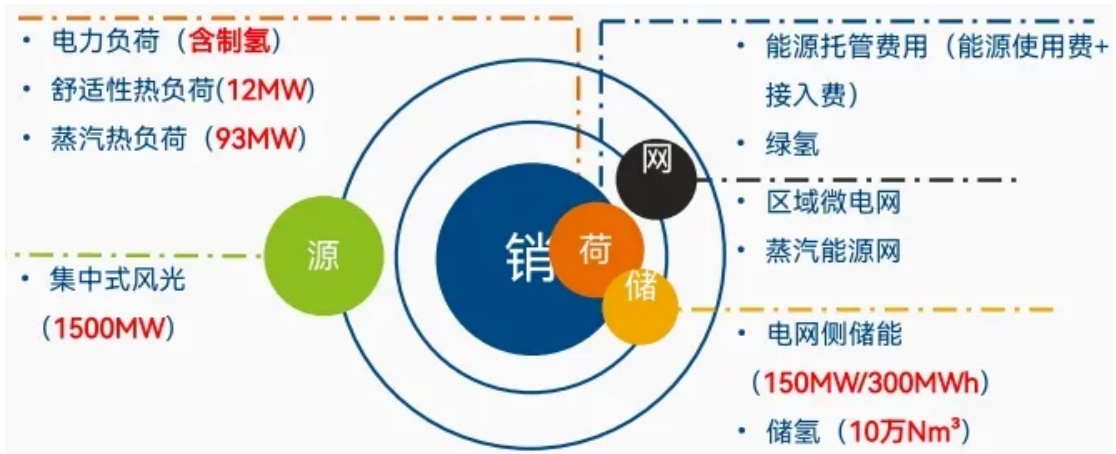 • 电力负荷（含制氢）
• 舒适性热负荷(12MW)
• 蒸汽热负荷（93MW）
• 能源托管费用（能源使用费+
接入费）
• 绿氢
网
• 区域微电网
• 蒸汽能源网
源
销
荷
储
• 集中式风光
（1500MW）
• 电网侧储能
（150MW/300MWh）
• 储氢（10万Nm³）